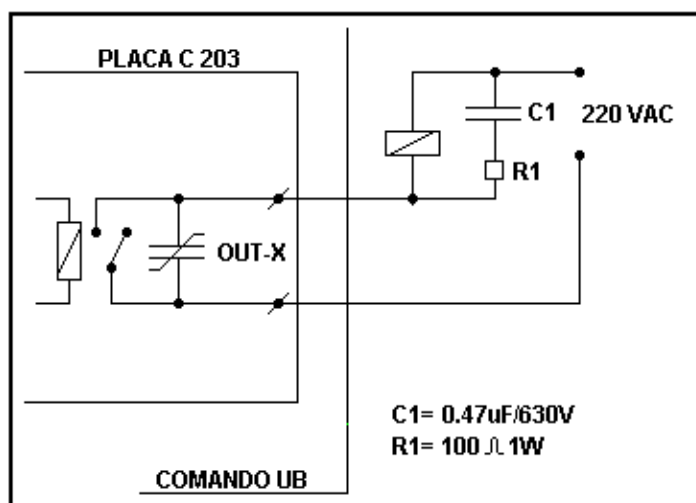 PLACA C 203
C1
220 VAC
R1
OUT-X
C1= 0.47uF/630V
R1= 100 Ω 1W
COMANDO UB